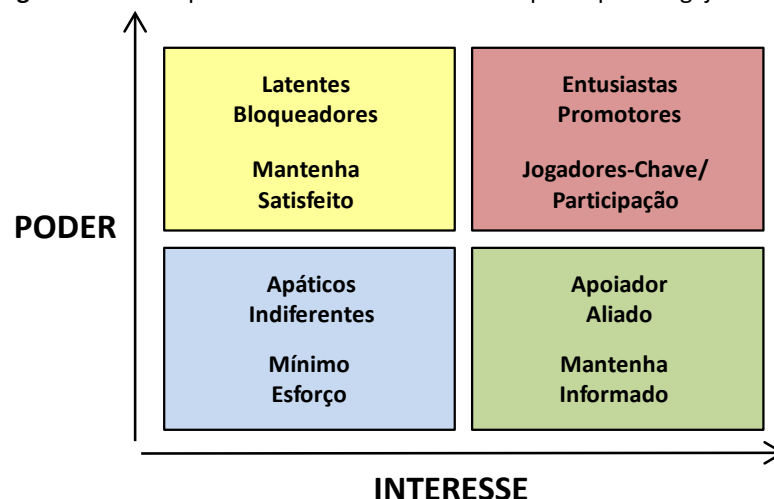 Latentes
Bloqueadores
Mantenha
Satisfeito
Entusiastas
Promotores
Jogadores-Chave/
Participação
PODER
Apáticos
Indiferentes
Mínimo
Esforço
Apoiador
Aliado
Mantenha
Informado
INTERESSE